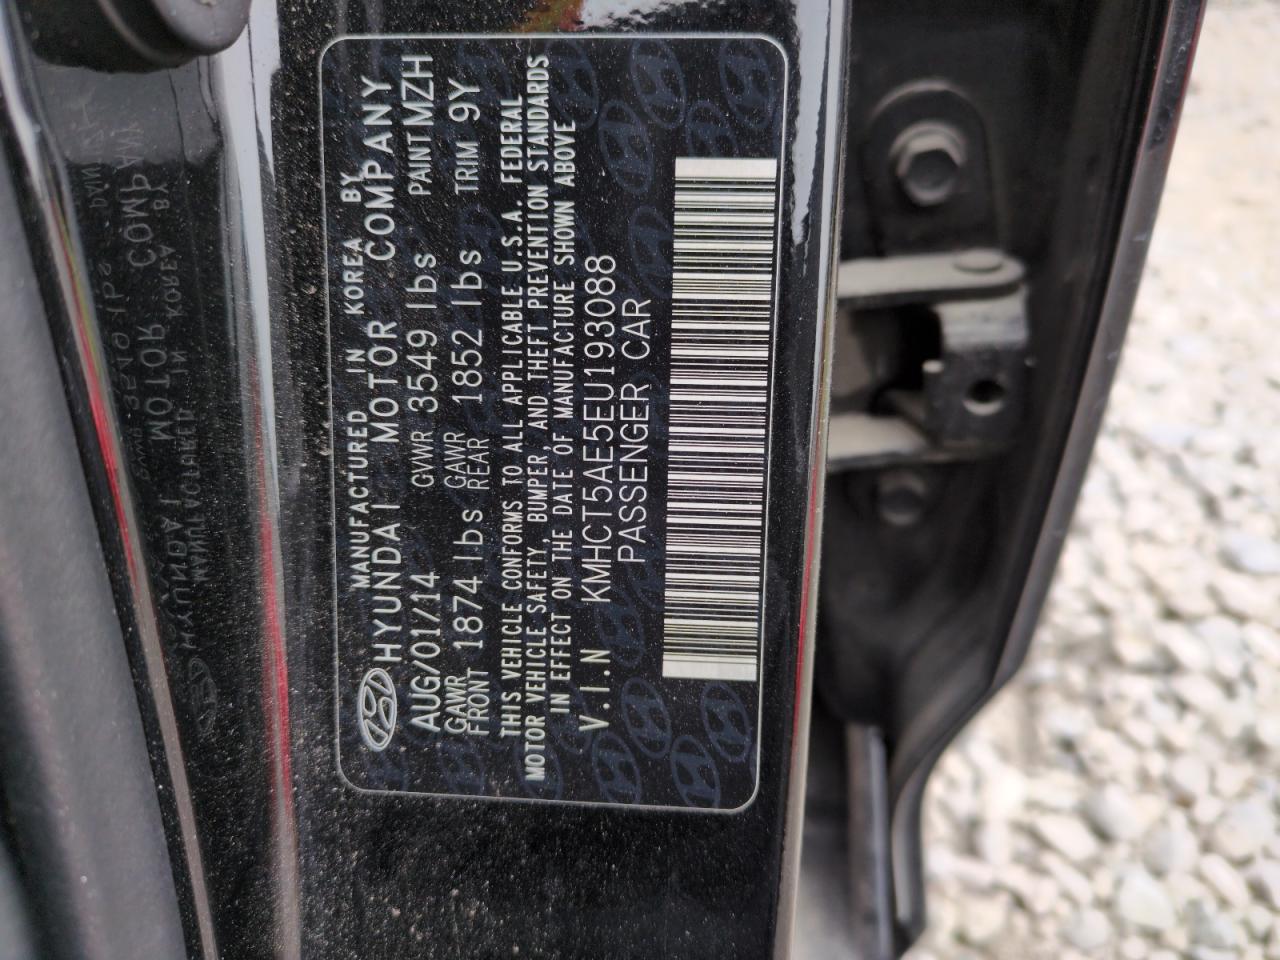 MANUFACTURED IN KOREA BY
HYUNDAI MOTOR COMPANY
AUG/01/14 GVWR 3549 lbs PAINT MZH
GAWR FRONT 1874 lbs GAWR REAR 1852 lbs TRIM 9Y
THIS VEHICLE CONFORMS TO ALL APPLICABLE U.S.A. FEDERAL
MOTOR VEHICLE SAFETY, BUMPER, AND THEFT PREVENTION STANDARDS
IN EFFECT ON THE DATE OF MANUFACTURE SHOWN ABOVE
V.I.N KMHCT5AE5EU193088
PASSENGER CAR